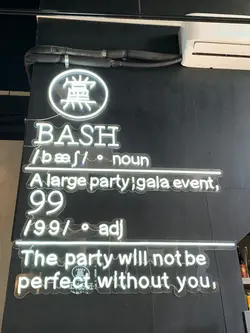 黨
BASH
/bæʃ/ • noun
A large party;gala event,
99
/99/ • adj
The party will not be
perfect without you,